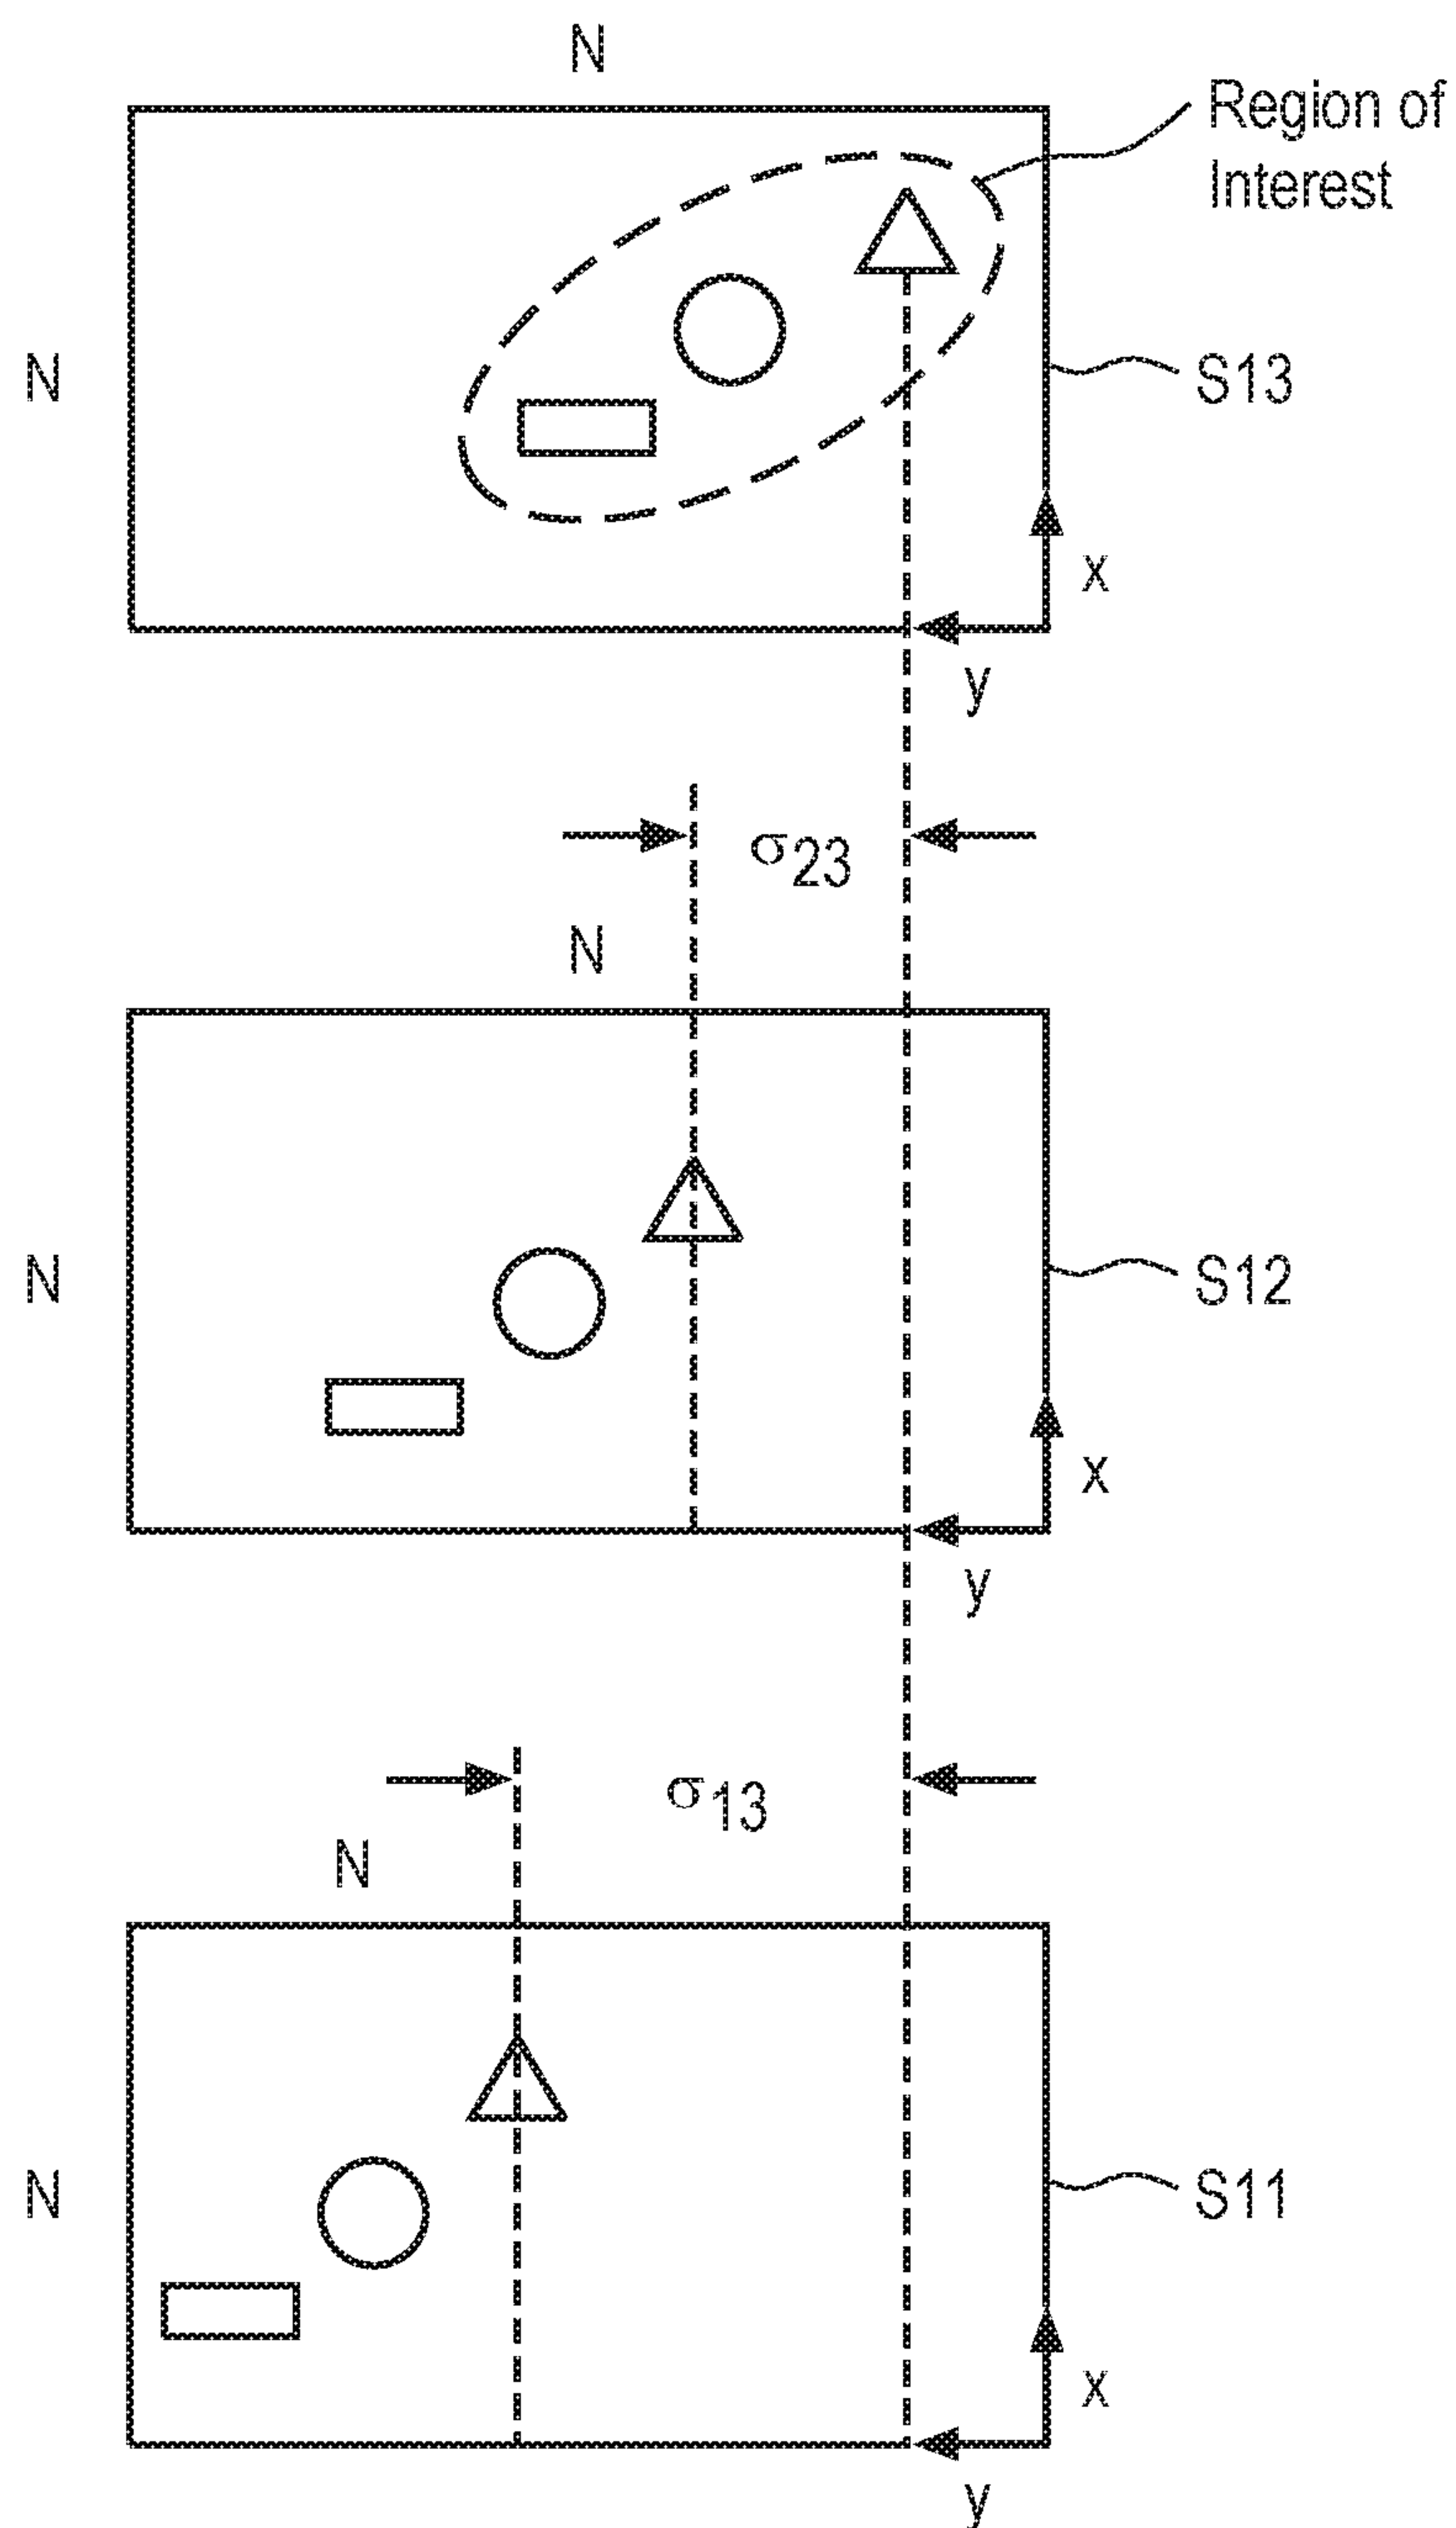 N
Region of
Interest
N
S13
x
y
σ23
N
N
S12
x
y
σ13
N
N
S11
x
y